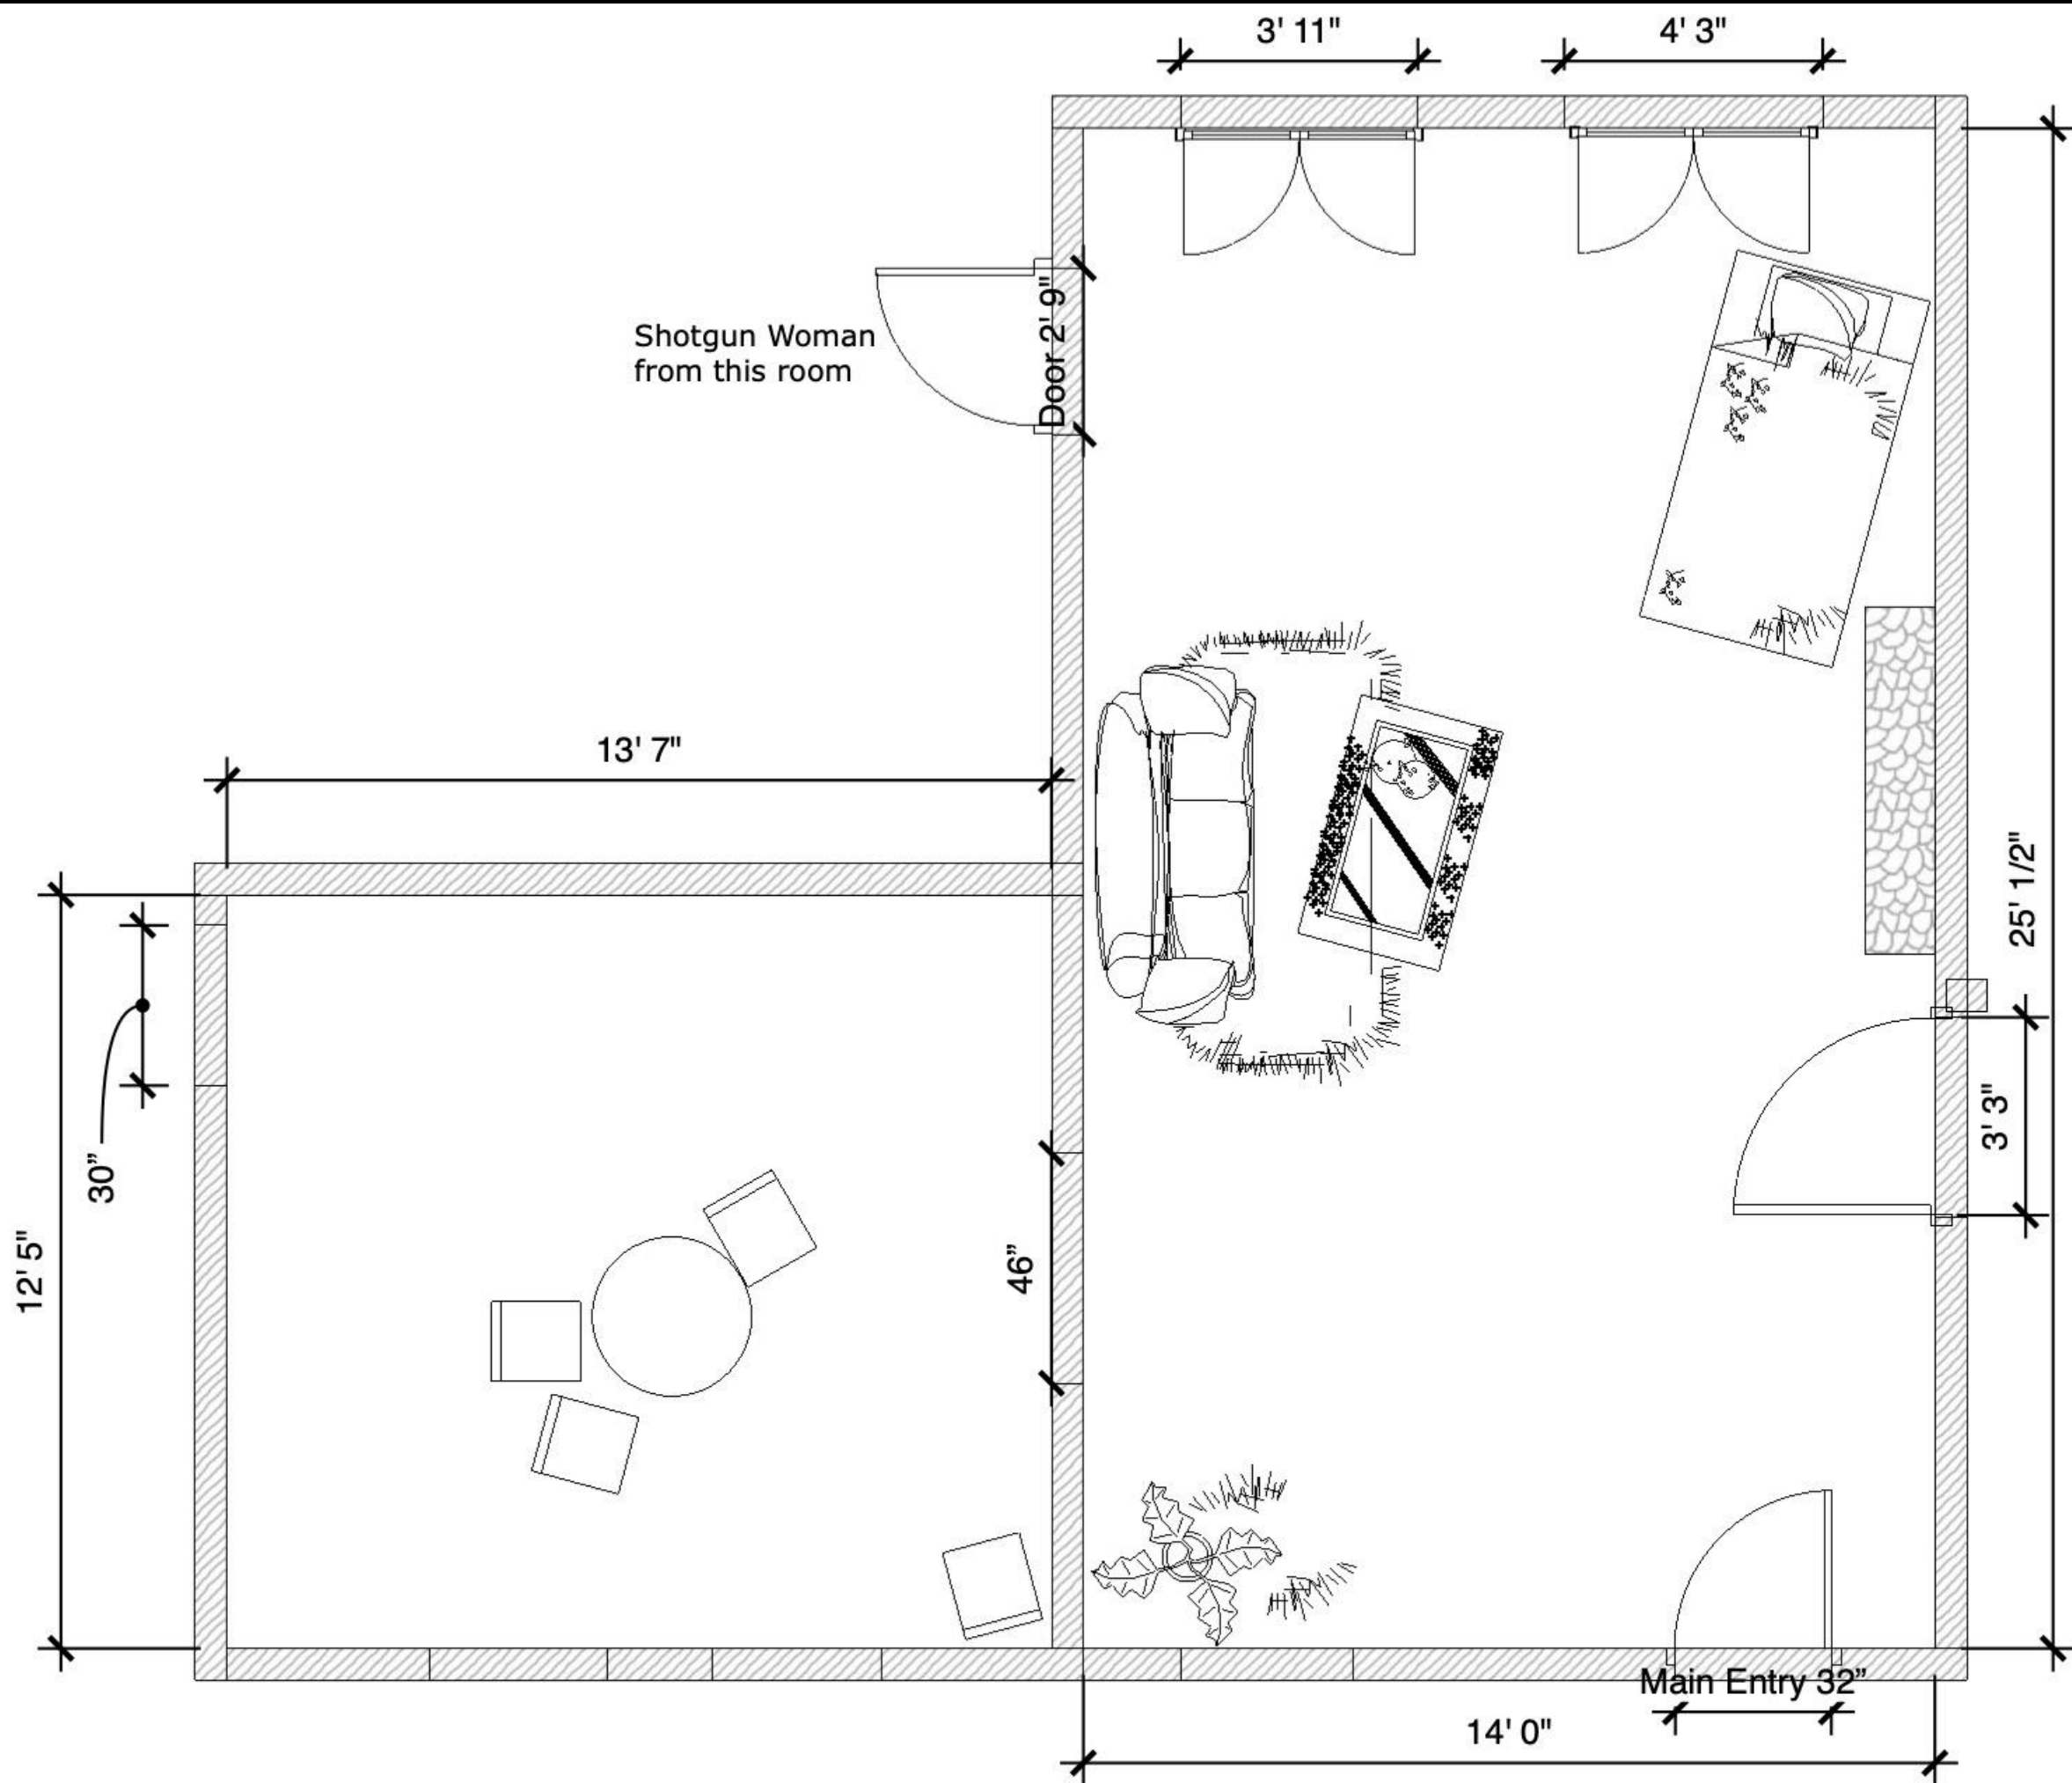 3' 11"
4' 3"
Door 2' 9"
Shotgun Woman
from this room
13' 7"
25' 1/2"
3' 3"
30”
12' 5"
46”
Main Entry 32”
14' 0"